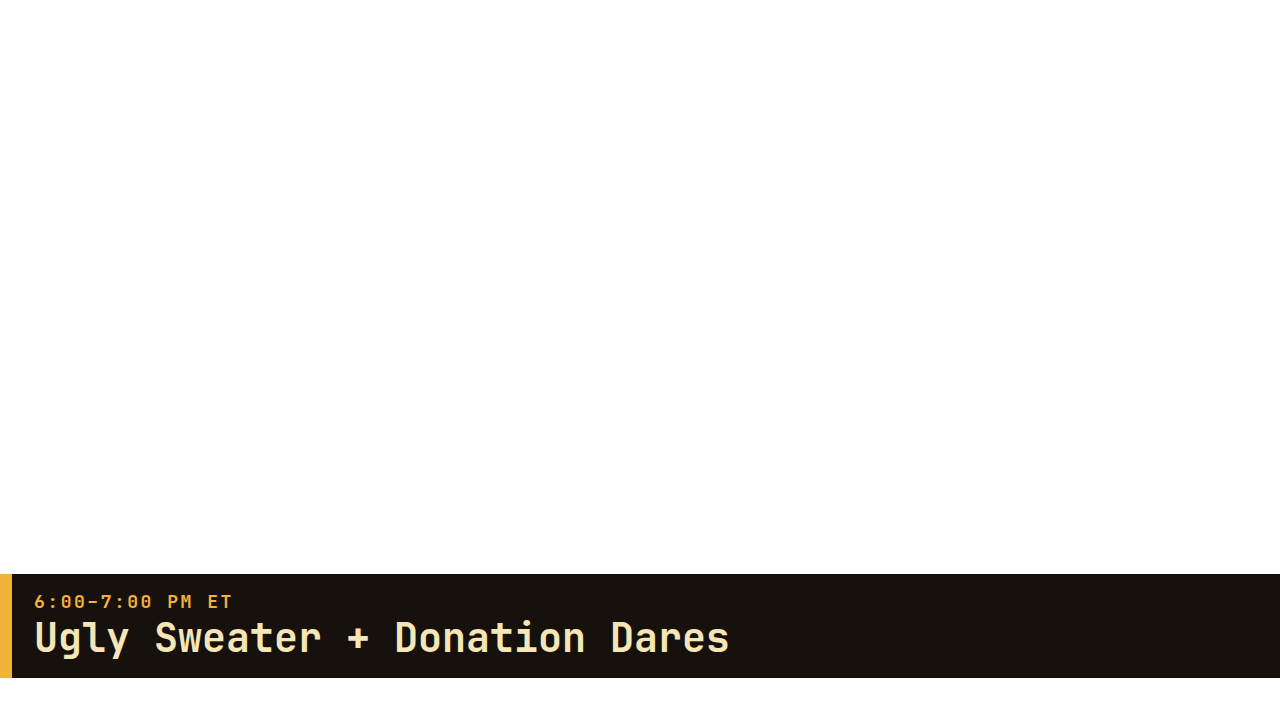 6:00–7:00 PM ET
Ugly Sweater + Donation Dares